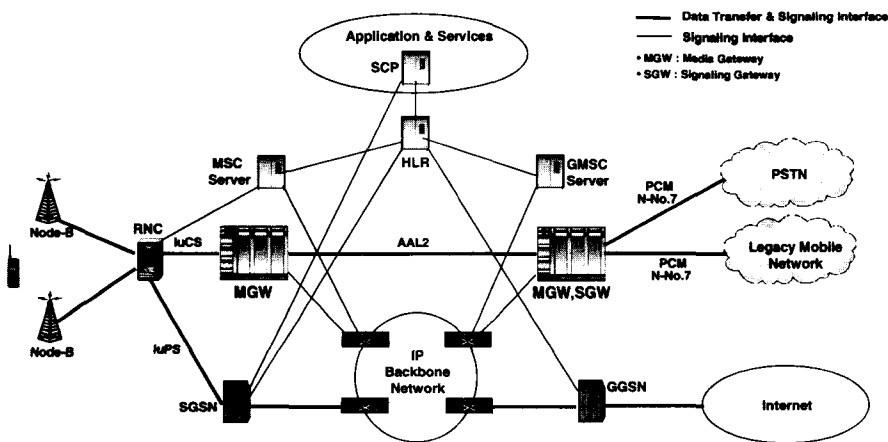 Data Transfer & Signaling Interface
Signaling Interface
• MGW : Media Gateway
• SGW : Signaling Gateway
Application & Services
SCP
HLR
MSC
Server
GMSC
Server
PCM
N-No.7
PSTN
Node-B
RNC
IuCS
AAL2
MGW
MGW,SGW
PCM
N-No.7
Legacy Mobile
Network
Node-B
IuPS
IP
Backbone
Network
SGSN
GGSN
Internet